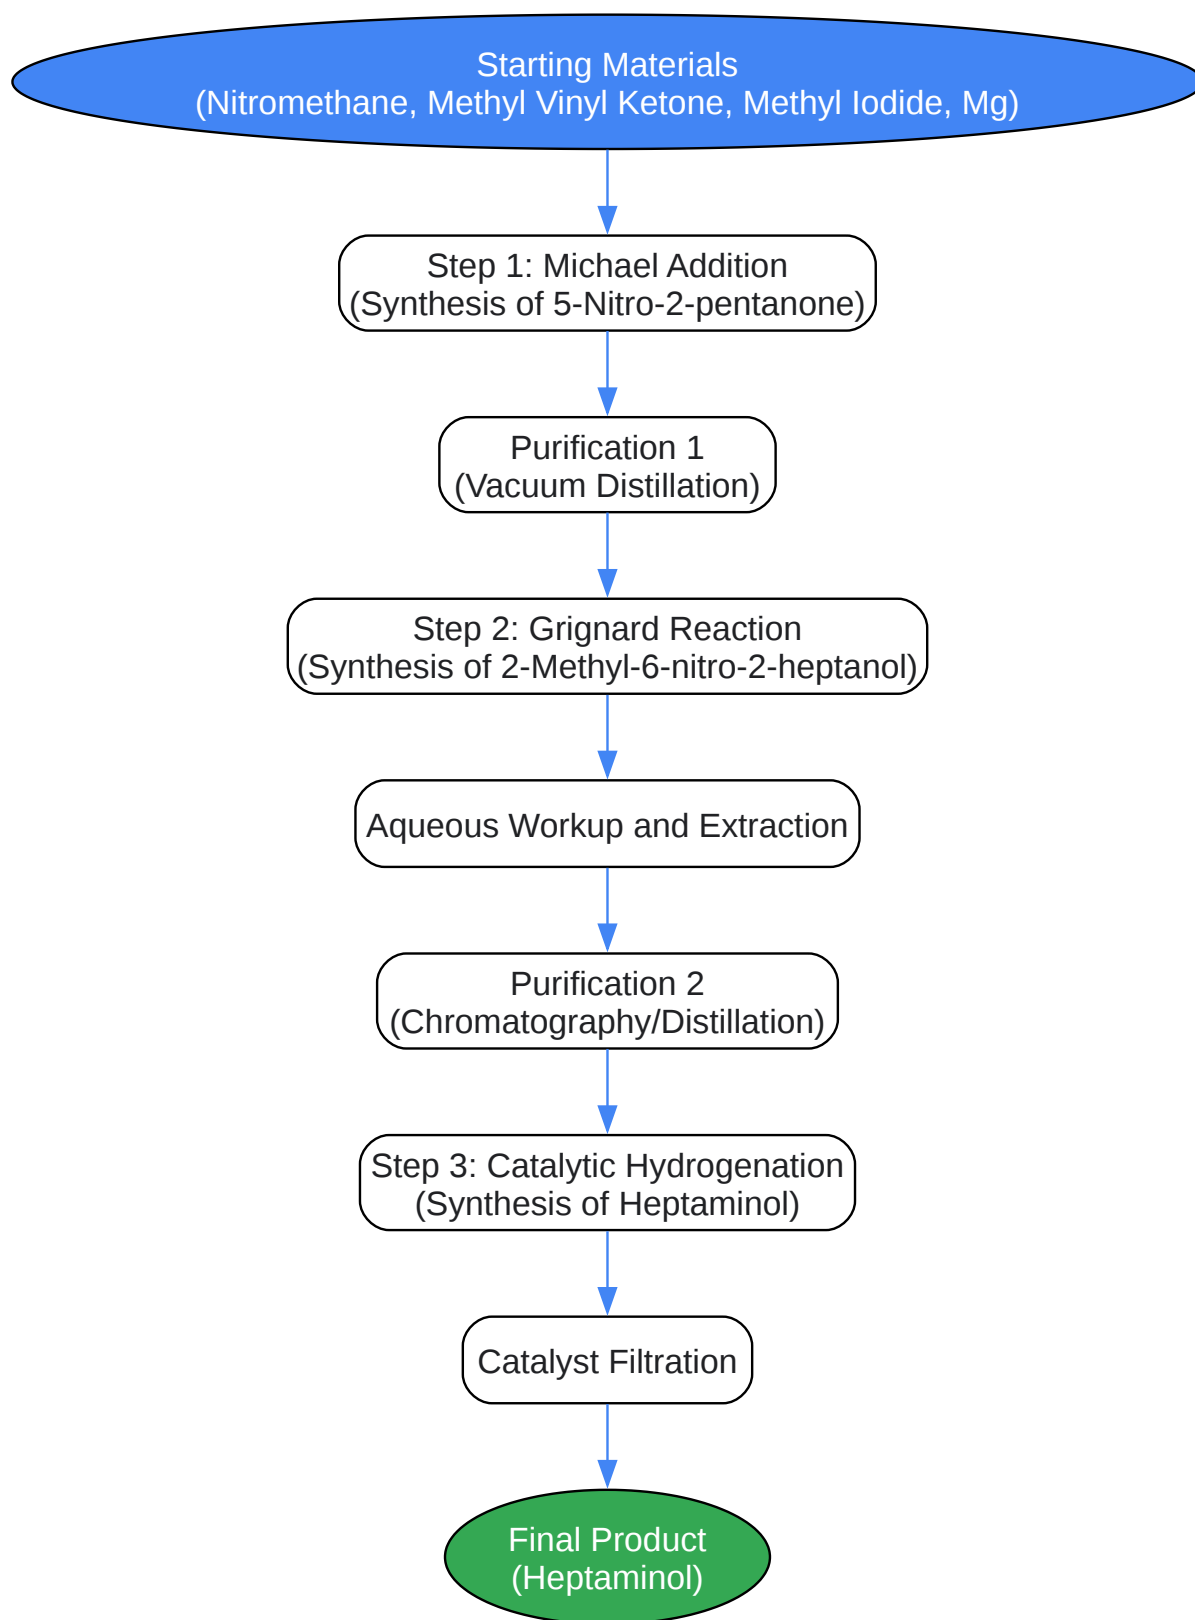 Starting Materials
(Nitromethane, Methyl Vinyl Ketone, Methyl Iodide, Mg)
Step 1: Michael Addition
(Synthesis of 5-Nitro-2-pentanone)
Purification 1
(Vacuum Distillation)
Step 2: Grignard Reaction
(Synthesis of 2-Methyl-6-nitro-2-heptanol)
Aqueous Workup and Extraction
Purification 2
(Chromatography/Distillation)
Step 3: Catalytic Hydrogenation
(Synthesis of Heptaminol)
Catalyst Filtration
Final Product
(Heptaminol)